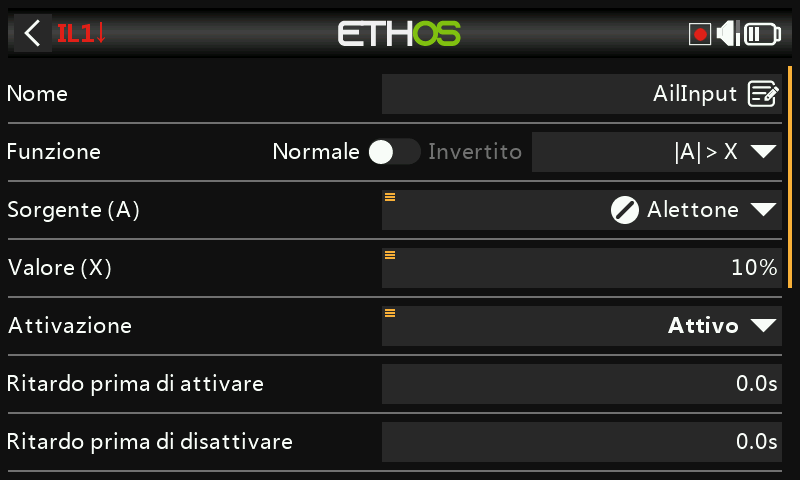 IL1↓ ETHOS
Nome AilInput
Funzione Normale Invertito |A| > X
Sorgente (A) Alettone
Valore (X) 10%
Attivazione Attivo
Ritardo prima di attivare 0.0s
Ritardo prima di disattivare 0.0s